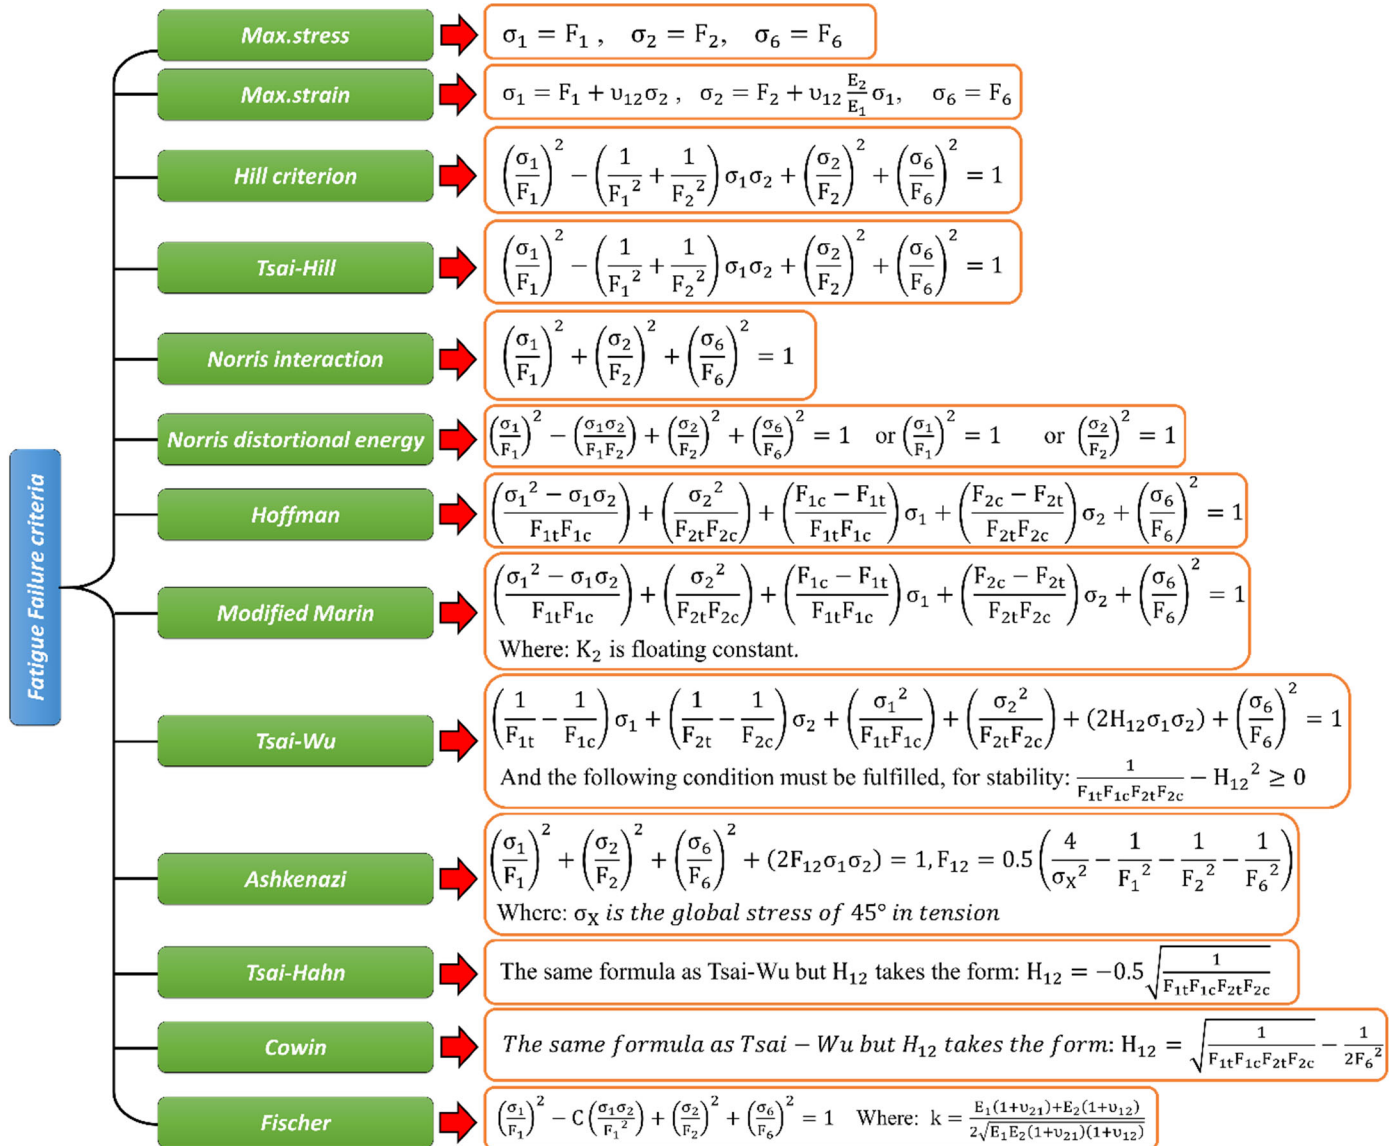 Fatigue Failure criteria
Max.stress
σ₁ = F₁ , σ₂ = F₂, σ₆ = F₆
Max.strain
σ₁ = F₁ + υ₁₂σ₂ , σ₂ = F₂ + υ₁₂ E₂/E₁ σ₁, σ₆ = F₆
Hill criterion
(σ₁/F₁)² − (1/F₁² + 1/F₂²) σ₁σ₂ + (σ₂/F₂)² + (σ₆/F₆)² = 1
Tsai-Hill
(σ₁/F₁)² − (1/F₁² + 1/F₂²) σ₁σ₂ + (σ₂/F₂)² + (σ₆/F₆)² = 1
Norris interaction
(σ₁/F₁)² + (σ₂/F₂)² + (σ₆/F₆)² = 1
Norris distortional energy
(σ₁/F₁)² − (σ₁σ₂/F₁F₂) + (σ₂/F₂)² + (σ₆/F₆)² = 1 or (σ₁/F₁)² = 1 or (σ₂/F₂)² = 1
Hoffman
((σ₁² − σ₁σ₂)/F₁tF₁c) + (σ₂²/F₂tF₂c) + ((F₁c − F₁t)/F₁tF₁c) σ₁ + ((F₂c − F₂t)/F₂tF₂c) σ₂ + (σ₆/F₆)² = 1
Modified Marin
((σ₁² − σ₁σ₂)/F₁tF₁c) + (σ₂²/F₂tF₂c) + ((F₁c − F₁t)/F₁tF₁c) σ₁ + ((F₂c − F₂t)/F₂tF₂c) σ₂ + (σ₆/F₆)² = 1
Where: K₂ is floating constant.
Tsai-Wu
(1/F₁t − 1/F₁c) σ₁ + (1/F₂t − 1/F₂c) σ₂ + (σ₁²/F₁tF₁c) + (σ₂²/F₂tF₂c) + (2H₁₂σ₁σ₂) + (σ₆/F₆)² = 1
And the following condition must be fulfilled, for stability: 1/F₁tF₁cF₂tF₂c − H₁₂² ≥ 0
Ashkenazi
(σ₁/F₁)² + (σ₂/F₂)² + (σ₆/F₆)² + (2F₁₂σ₁σ₂) = 1, F₁₂ = 0.5 (4/σₓ² − 1/F₁² − 1/F₂² − 1/F₆²)
Where: σₓ is the global stress of 45° in tension
Tsai-Hahn
The same formula as Tsai-Wu but H₁₂ takes the form: H₁₂ = −0.5 √(1/F₁tF₁cF₂tF₂c)
Cowin
The same formula as Tsai − Wu but H₁₂ takes the form: H₁₂ = √(1/F₁tF₁cF₂tF₂c) − 1/2F₆²
Fischer
(σ₁/F₁)² − C (σ₁σ₂/F₁²) + (σ₂/F₂)² + (σ₆/F₆)² = 1 Where: k = (E₁(1+υ₂₁)+E₂(1+υ₁₂))/(2√(E₁E₂(1+υ₂₁)(1+υ₁₂)))